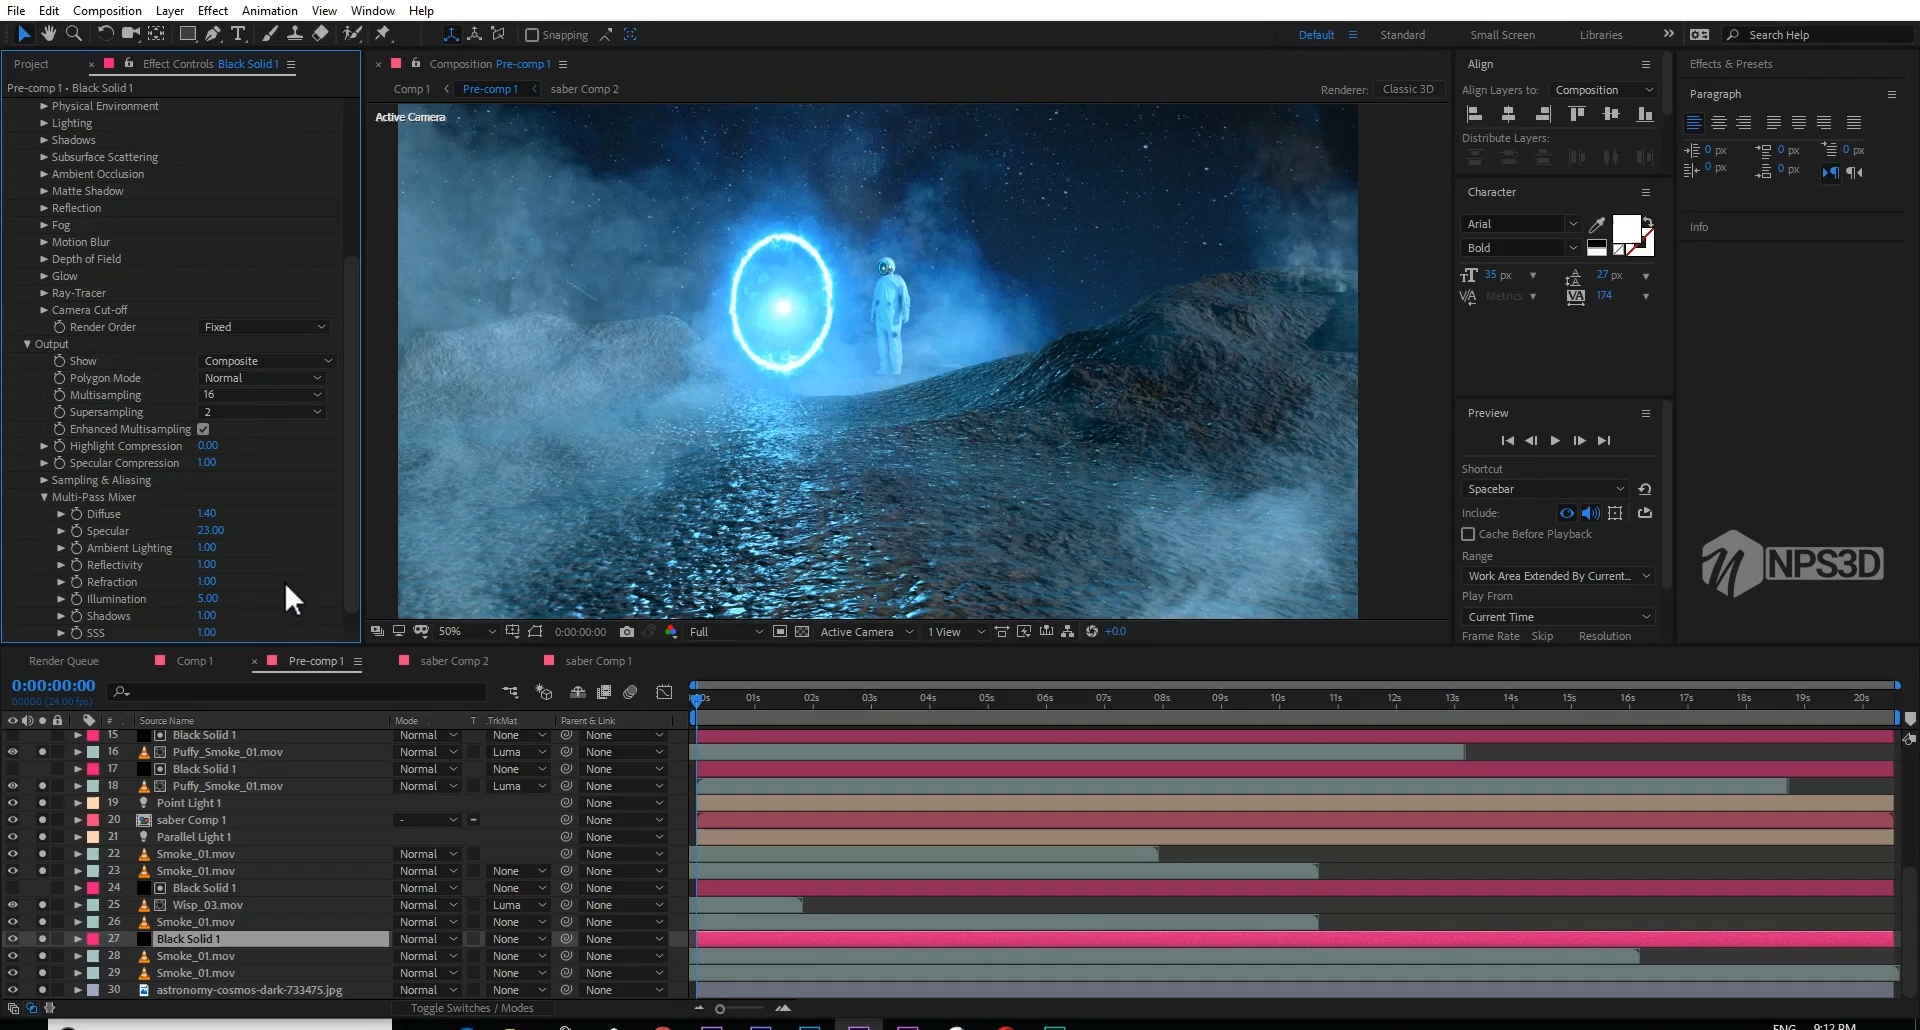 File Edit Composition Layer Effect Animation View Window Help
Snapping Default Standard Small Screen Libraries Search Help
Project Effect Controls Black Solid 1
Pre-comp 1 • Black Solid 1
Physical Environment
Lighting
Shadows
Subsurface Scattering
Ambient Occlusion
Matte Shadow
Reflection
Fog
Motion Blur
Depth of Field
Glow
Ray-Tracer
Camera Cut-off
Render Order Fixed
Output
Show Composite
Polygon Mode Normal
Multisampling 16
Supersampling 2
Enhanced Multisampling
Highlight Compression 0.00
Specular Compression 1.00
Sampling & Aliasing
Multi-Pass Mixer
Diffuse 1.40
Specular 23.00
Ambient Lighting 1.00
Reflectivity 1.00
Refraction 1.00
Illumination 5.00
Shadows 1.00
SSS 1.00
Composition Pre-comp 1
Comp 1 Pre-comp 1 saber Comp 2 Renderer: Classic 3D
Active Camera
50% 0:00:00:00 Full Active Camera 1 View +0.0
Align
Align Layers to: Composition
Distribute Layers:
Character
Arial
Bold
35 px 27 px
Metrics 174
Preview
Shortcut
Spacebar
Include:
Cache Before Playback
Range
Work Area Extended By Current...
Play From
Current Time
Frame Rate Skip Resolution
Effects & Presets
Paragraph
0 px 0 px 0 px
0 px 0 px
Info
NPS3D
Render Queue Comp 1 Pre-comp 1 saber Comp 2 saber Comp 1
0:00:00:00
00000 (24.00 fps)
01s 02s 03s 04s 05s 06s 07s 08s 09s 10s 11s 12s 13s 14s 15s 16s 17s 18s 19s 20s
# Source Name Mode T .TrkMat Parent & Link
15 Black Solid 1 Normal None None
16 Puffy_Smoke_01.mov Normal Luma None
17 Black Solid 1 Normal None None
18 Puffy_Smoke_01.mov Normal Luma None
19 Point Light 1 None
20 saber Comp 1 - None
21 Parallel Light 1 None
22 Smoke_01.mov Normal None
23 Smoke_01.mov Normal None None
24 Black Solid 1 Normal None None
25 Wisp_03.mov Normal Luma None
26 Smoke_01.mov Normal None None
27 Black Solid 1 Normal None None
28 Smoke_01.mov Normal None None
29 Smoke_01.mov Normal None None
30 astronomy-cosmos-dark-733475.jpg Normal None None
Toggle Switches / Modes
ENG 9:12 PM